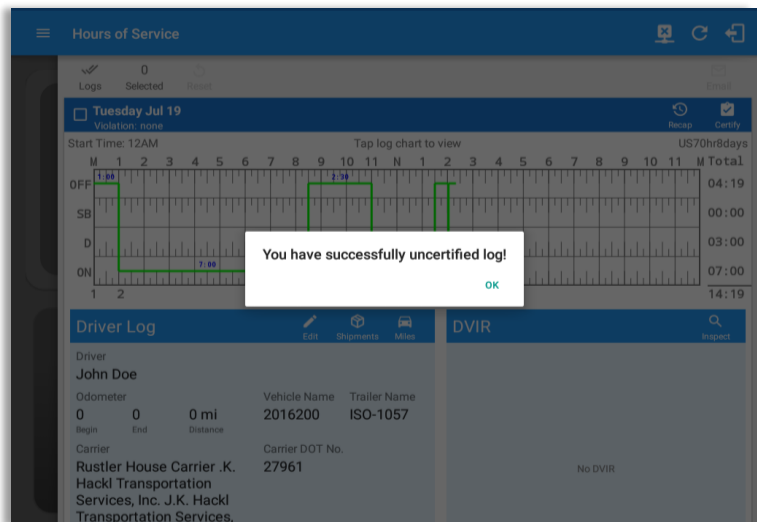 Hours of Service
Logs
0
Selected
Reset
Email
Tuesday Jul 19
Violation: none
Recap
Certify
Start Time: 12AM
Tap log chart to view
US70hr8days
M 1 2 3 4 5 6 7 8 9 10 11 N 1 2 3 4 5 6 7 8 9 10 11 M Total
OFF 1:00 2:30 04:19
SB 00:00
D 03:00
ON 7:00 07:00
1 2 14:19
You have successfully uncertified log!
OK
Driver Log
Edit
Shipments
Miles
DVIR
Inspect
Driver
John Doe
Odometer
Vehicle Name
Trailer Name
0 0 0 mi
2016200
ISO-1057
Begin End Distance
Carrier
Carrier DOT No.
Rustler House Carrier .K.
27961
Hackl Transportation
Services, Inc. J.K. Hackl
Transportation Services,
No DVIR